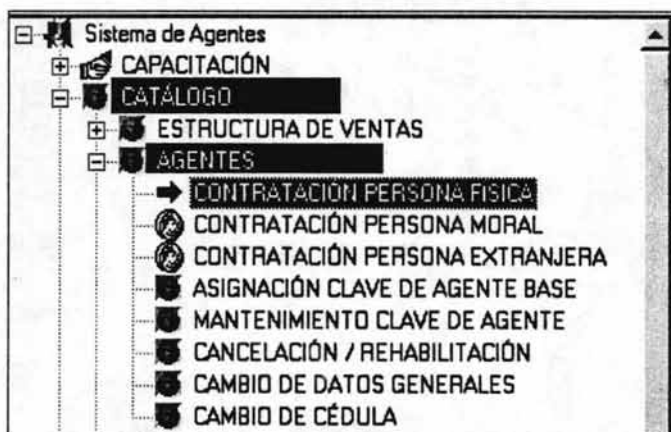 Sistema de Agentes
CAPACITACIÓN
CATÁLOGO
ESTRUCTURA DE VENTAS
AGENTES
CONTRATACIÓN PERSONA FISICA
CONTRATACIÓN PERSONA MORAL
CONTRATACIÓN PERSONA EXTRANJERA
ASIGNACIÓN CLAVE DE AGENTE BASE
MANTENIMIENTO CLAVE DE AGENTE
CANCELACIÓN / REHABILITACIÓN
CAMBIO DE DATOS GENERALES
CAMBIO DE CÉDULA